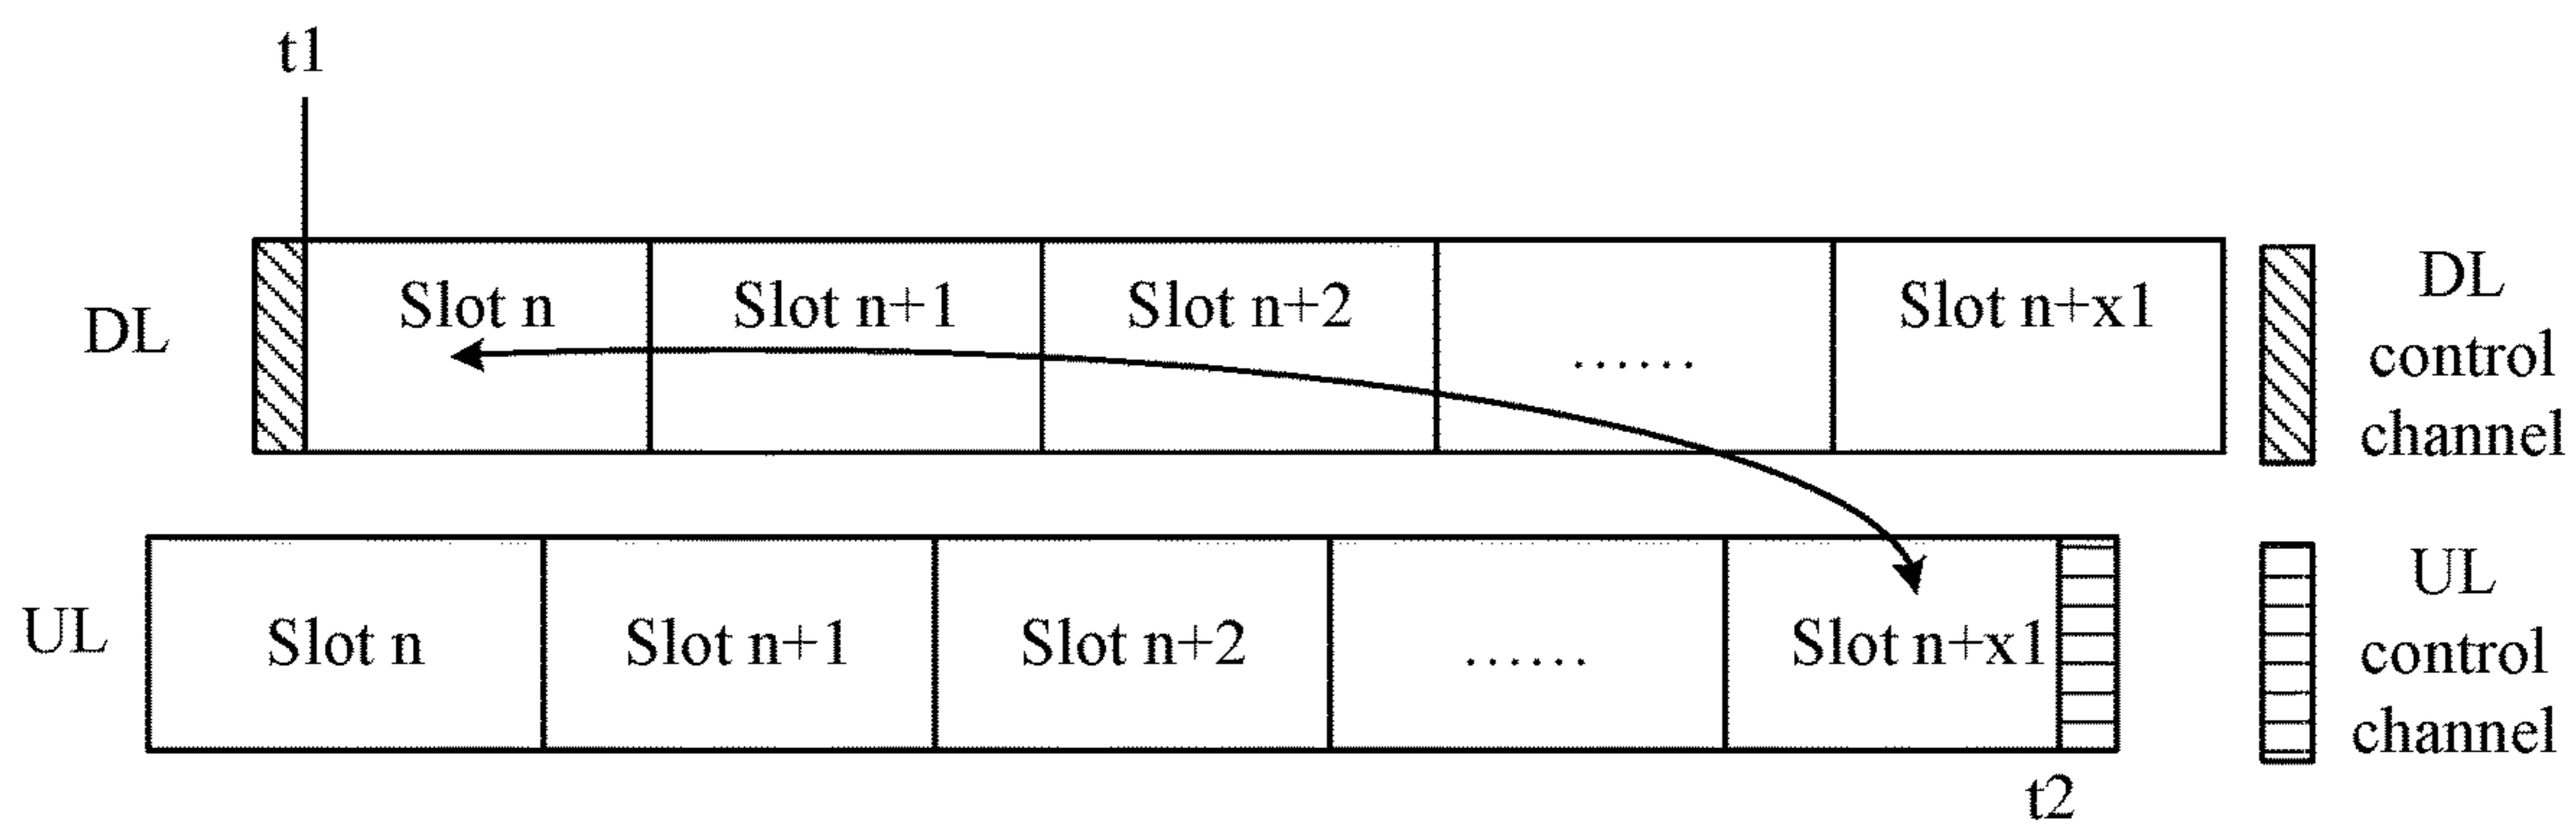 t1
DL
Slot n
Slot n+1
Slot n+2
......
Slot n+x1
DL
control
channel
UL
Slot n
Slot n+1
Slot n+2
......
Slot n+x1
t2
UL
control
channel